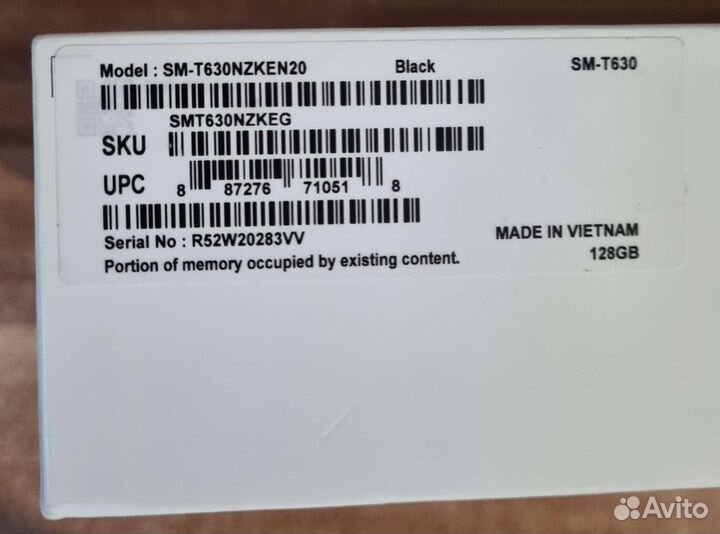 Model : SM-T630NZKEN20 Black SM-T630
SMT630NZKEG
SKU
UPC 8 87276 71051 8
Serial No : R52W20283VV
MADE IN VIETNAM
128GB
Portion of memory occupied by existing content.
Avito